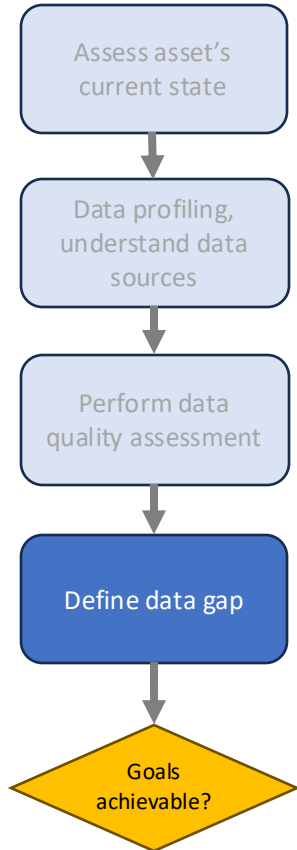 Assess asset's
current state
Data profiling,
understand data
sources
Perform data
quality assessment
Define data gap
Goals
achievable?